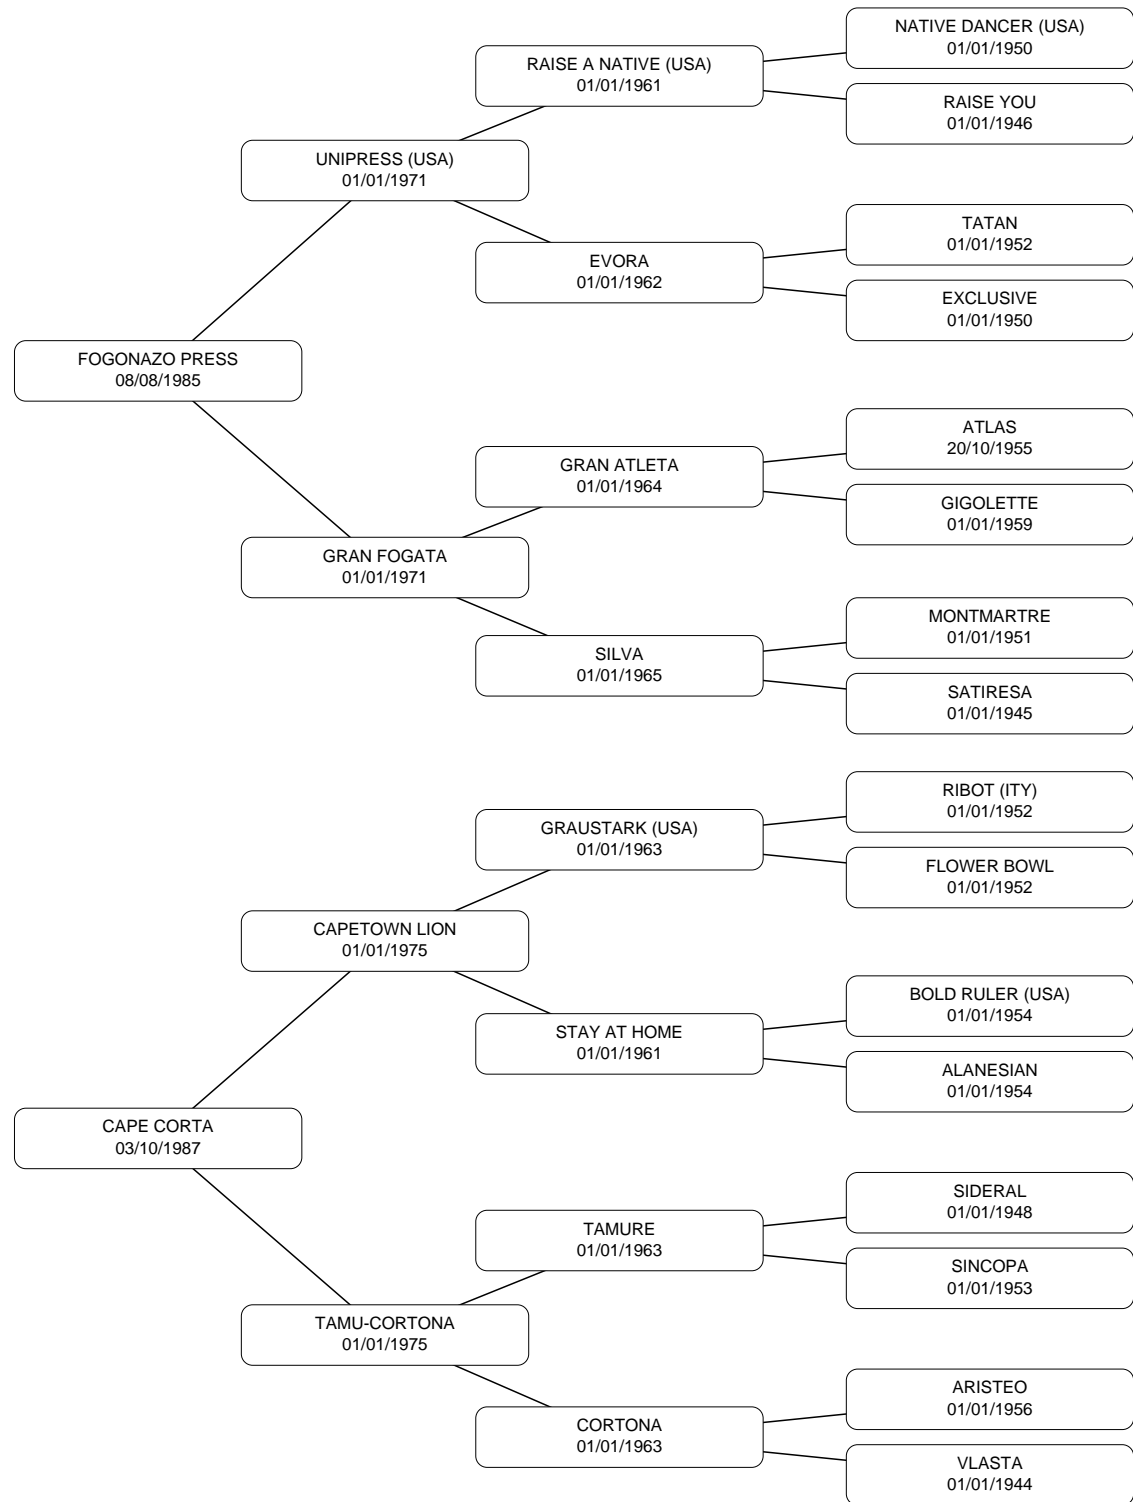 NATIVE DANCER (USA)
01/01/1950
RAISE A NATIVE (USA)
01/01/1961
RAISE YOU
01/01/1946
UNIPRESS (USA)
01/01/1971
TATAN
01/01/1952
EVORA
01/01/1962
EXCLUSIVE
01/01/1950
FOGONAZO PRESS
08/08/1985
ATLAS
20/10/1955
GRAN ATLETA
01/01/1964
GIGOLETTE
01/01/1959
GRAN FOGATA
01/01/1971
MONTMARTRE
01/01/1951
SILVA
01/01/1965
SATIRESA
01/01/1945
RIBOT (ITY)
01/01/1952
GRAUSTARK (USA)
01/01/1963
FLOWER BOWL
01/01/1952
CAPETOWN LION
01/01/1975
BOLD RULER (USA)
01/01/1954
STAY AT HOME
01/01/1961
ALANESIAN
01/01/1954
CAPE CORTA
03/10/1987
SIDERAL
01/01/1948
TAMURE
01/01/1963
SINCOPA
01/01/1953
TAMU-CORTONA
01/01/1975
ARISTEO
01/01/1956
CORTONA
01/01/1963
VLASTA
01/01/1944